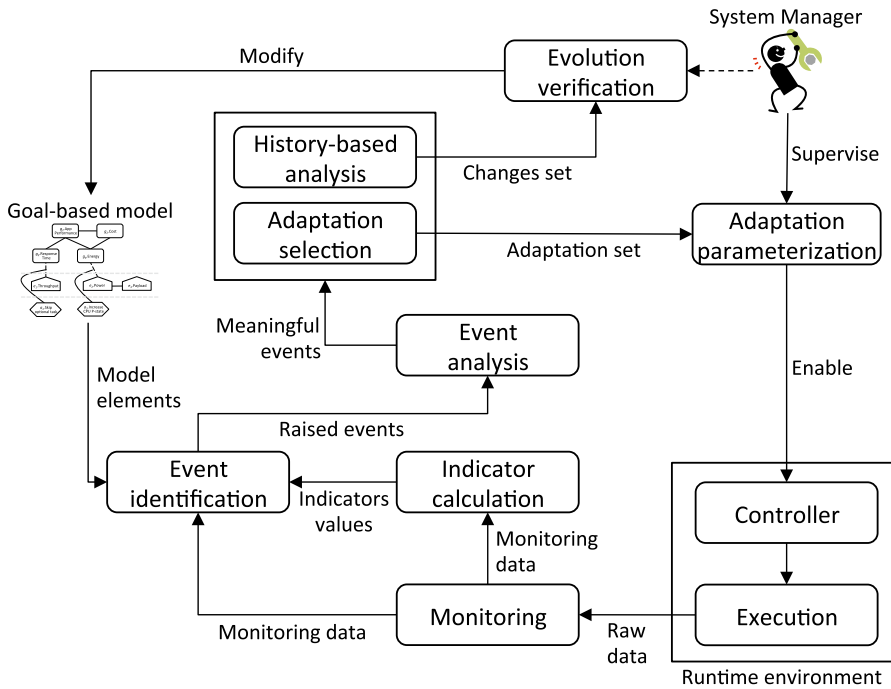 System Manager
Modify
Evolution
verification
History-based
analysis
Changes set
Supervise
Goal-based model
Adaptation
selection
Adaptation set
Adaptation
parameterization
Meaningful
events
Event
analysis
Model
elements
Enable
Raised events
Event
identification
Indicators
values
Indicator
calculation
Controller
Monitoring
data
Monitoring data
Monitoring
Raw
data
Execution
Runtime environment